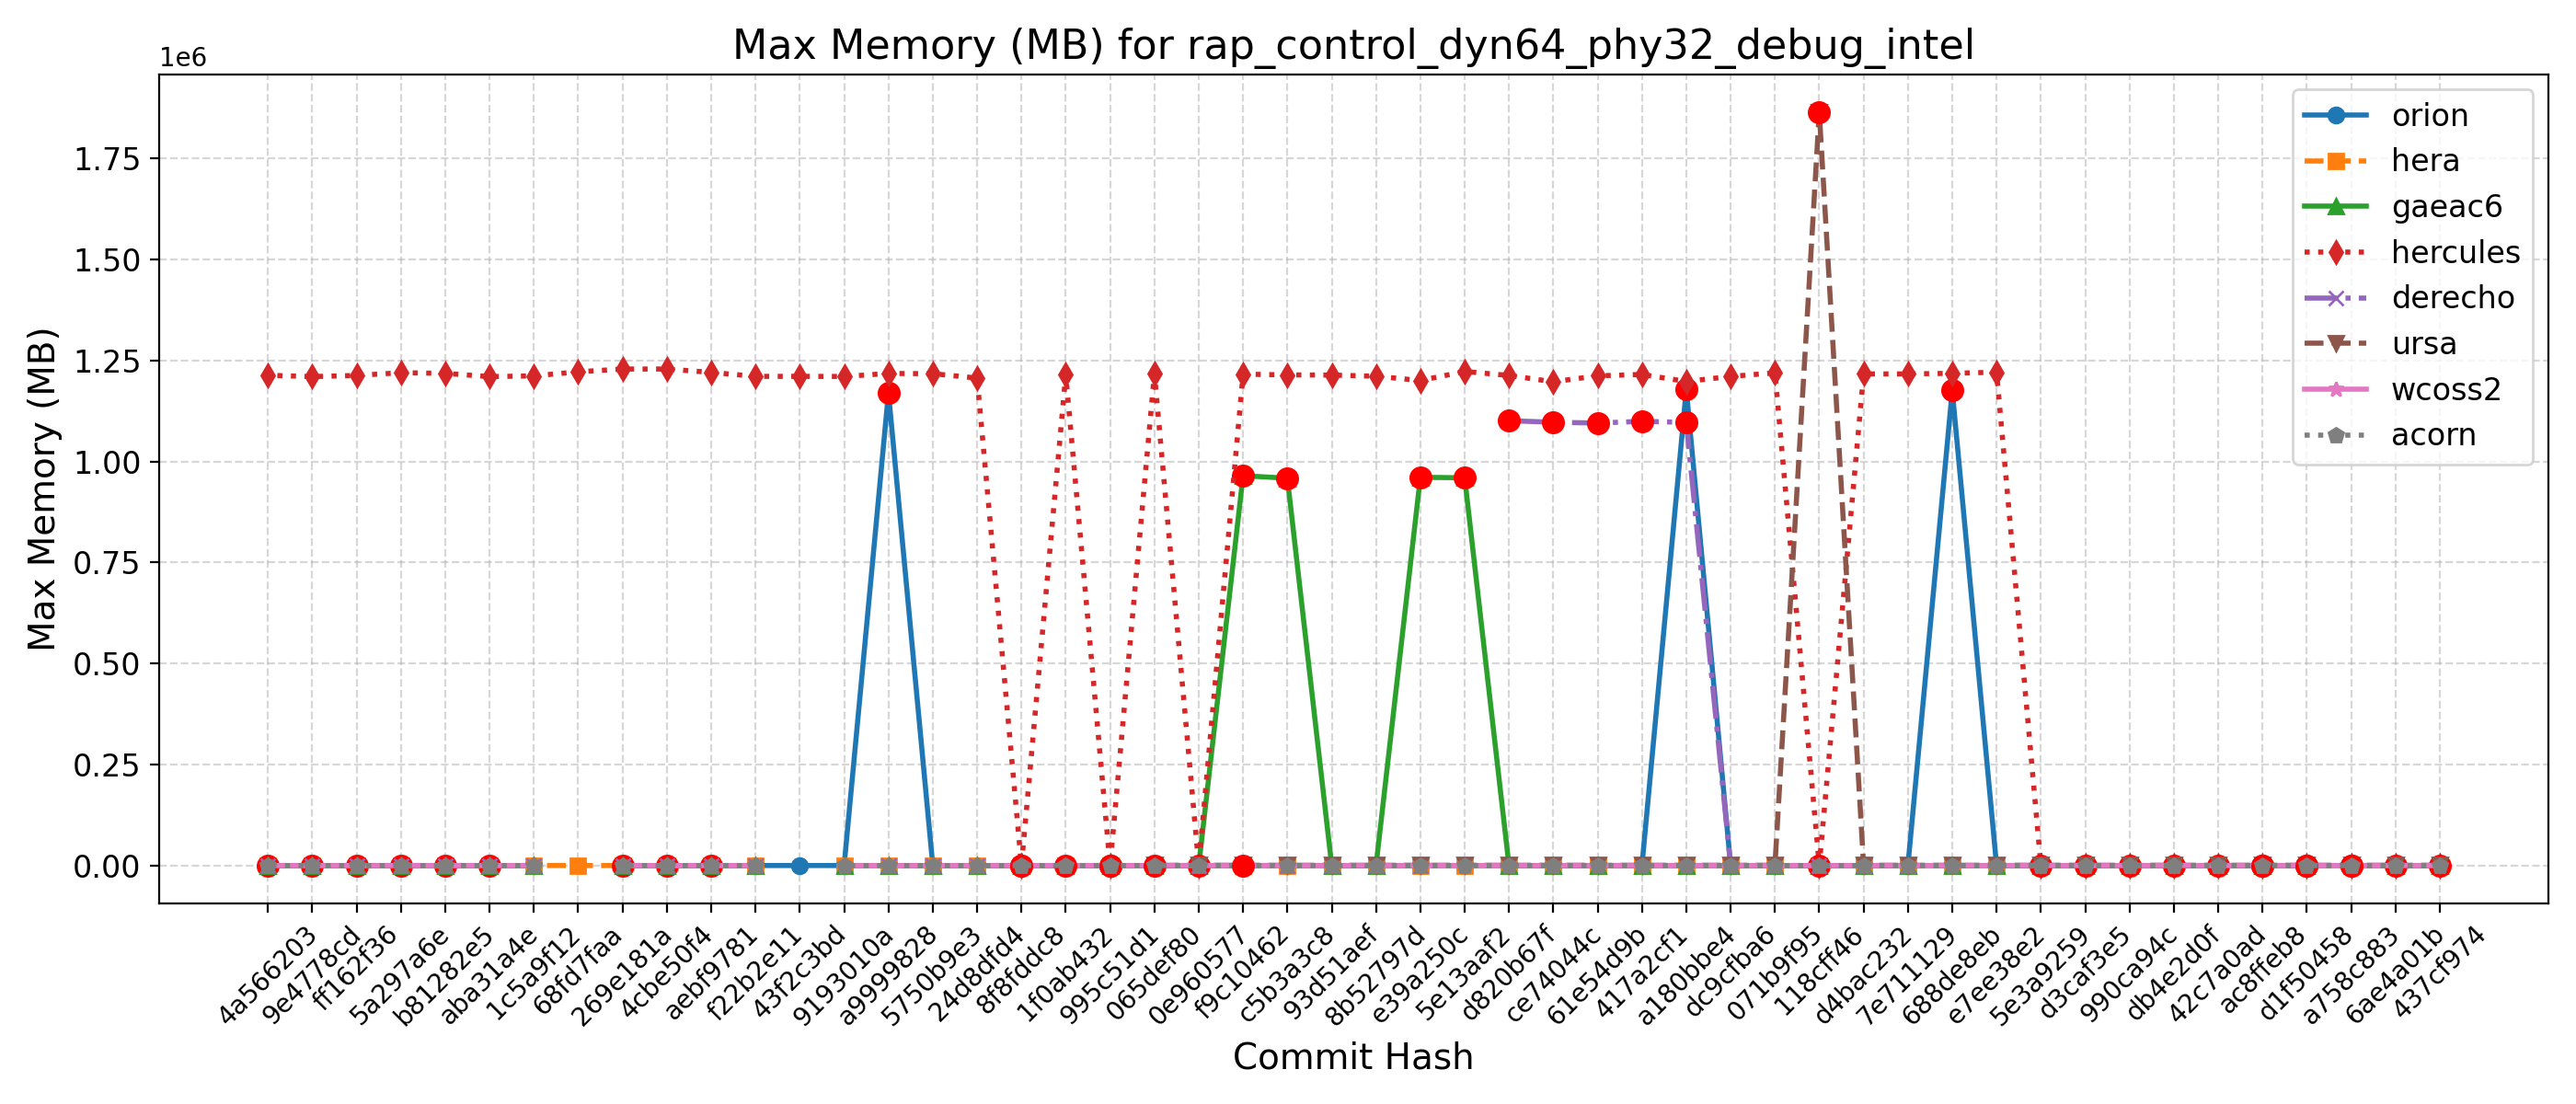 Max Memory (MB) for rap_control_dyn64_phy32_debug_intel
1e6
1.75
1.50
1.25
1.00
0.75
0.50
0.25
0.00
Max Memory (MB)
orion
hera
gaeac6
hercules
derecho
ursa
wcoss2
acorn
4a566203
9e4778cd
ff162f36
5a297a6e
b81282e5
aba31a4e
1c5a9f12
68fd7faa
269e181a
4cbe50f4
aebf9781
f22b2e11
43f2c3bd
9193010a
a9999828
5750b9e3
24d8dfd4
8f8fddc8
1f0ab432
995c51d1
065def80
0e960577
f9c10462
c5b3a3c8
93d51aef
8b52797d
e39a250c
5e13aaf2
d820b67f
ce74044c
61e54d9b
417a2cf1
a180bbe4
dc9cfba6
071b9f95
118cff46
d4bac232
7e711129
688de8eb
e7ee38e2
5e3a9259
d3caf3e5
990ca94c
db4e2d0f
42c7a0ad
ac8ffeb8
d1f50458
a758c883
6ae4a01b
437cf974
Commit Hash